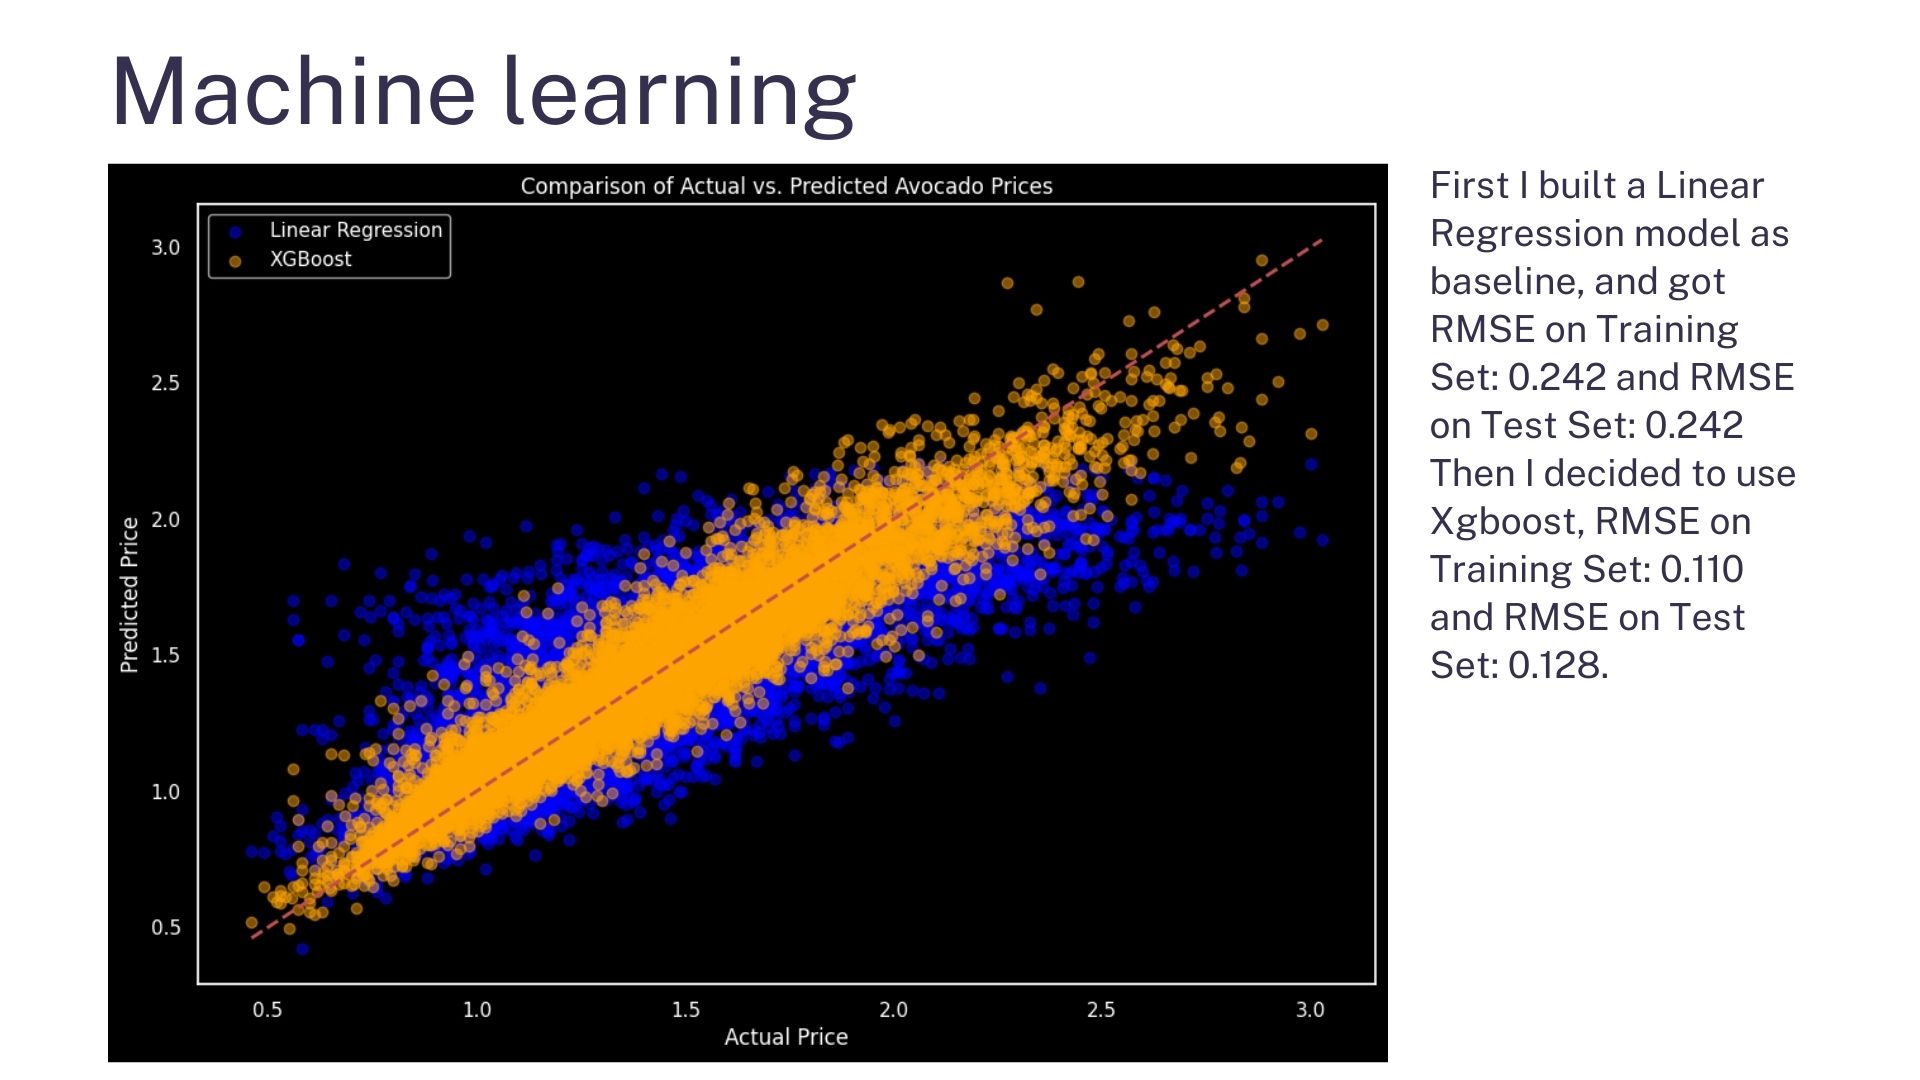 Machine learning
Comparison of Actual vs. Predicted Avocado Prices
Linear Regression
XGBoost
3.0
2.5
2.0
1.5
1.0
0.5
Predicted Price
0.5 1.0 1.5 2.0 2.5 3.0
Actual Price
First I built a Linear
Regression model as
baseline, and got
RMSE on Training
Set: 0.242 and RMSE
on Test Set: 0.242
Then I decided to use
Xgboost, RMSE on
Training Set: 0.110
and RMSE on Test
Set: 0.128.